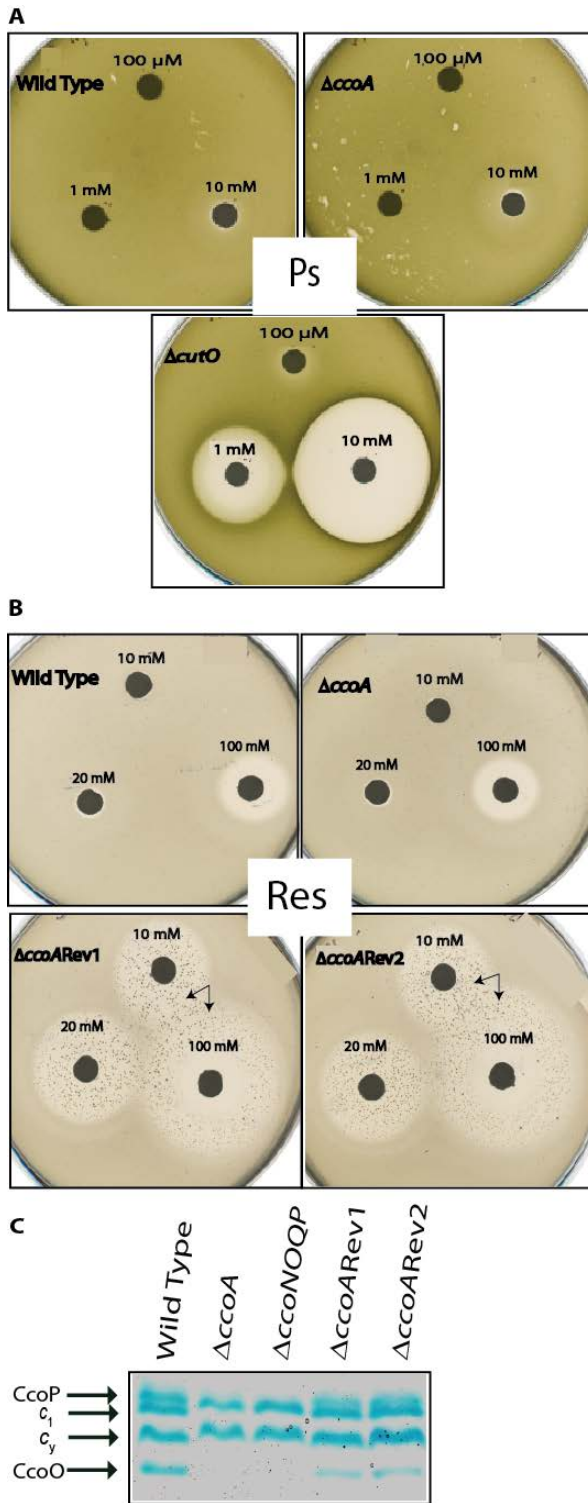 A
Wild Type
100 µM
1 mM
10 mM
ΔccoA
100 µM
1 mM
10 mM
Ps
ΔcutO
100 µM
1 mM
10 mM
B
Wild Type
10 mM
20 mM
100 mM
ΔccoA
10 mM
20 mM
100 mM
Res
ΔccoARev1
10 mM
20 mM
100 mM
ΔccoARev2
10 mM
20 mM
100 mM
C
Wild Type
ΔccoA
ΔccoNOQP
ΔccoARev1
ΔccoARev2
CcoP
c1
cy
CcoO